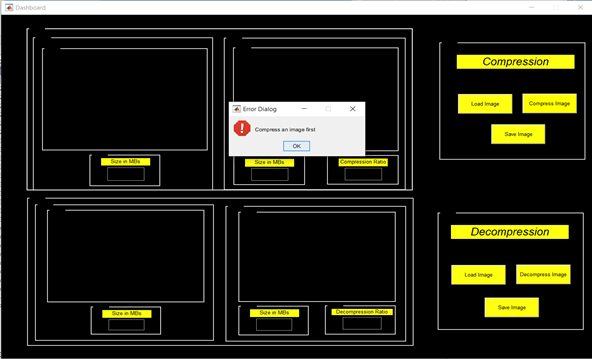 Dashboard
Compression
Load Image
Compress Image
Save Image
Error Dialog
Compress an image first
OK
Size in MBs
Size in MBs
Compression Ratio
Decompression
Load Image
Decompress Image
Save Image
Size in MBs
Size in MBs
Decompression Ratio